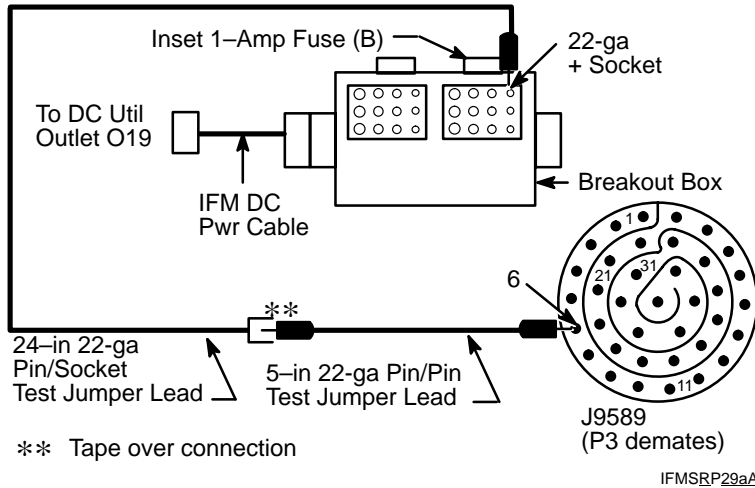 Inset 1–Amp Fuse (B)
22-ga
+ Socket
To DC Util
Outlet O19
IFM DC
Pwr Cable
Breakout Box
1
21
31
11
6
**
24–in 22-ga
Pin/Socket
Test Jumper Lead
5–in 22-ga Pin/Pin
Test Jumper Lead
J9589
(P3 demates)
** Tape over connection
IFMSRP29aA